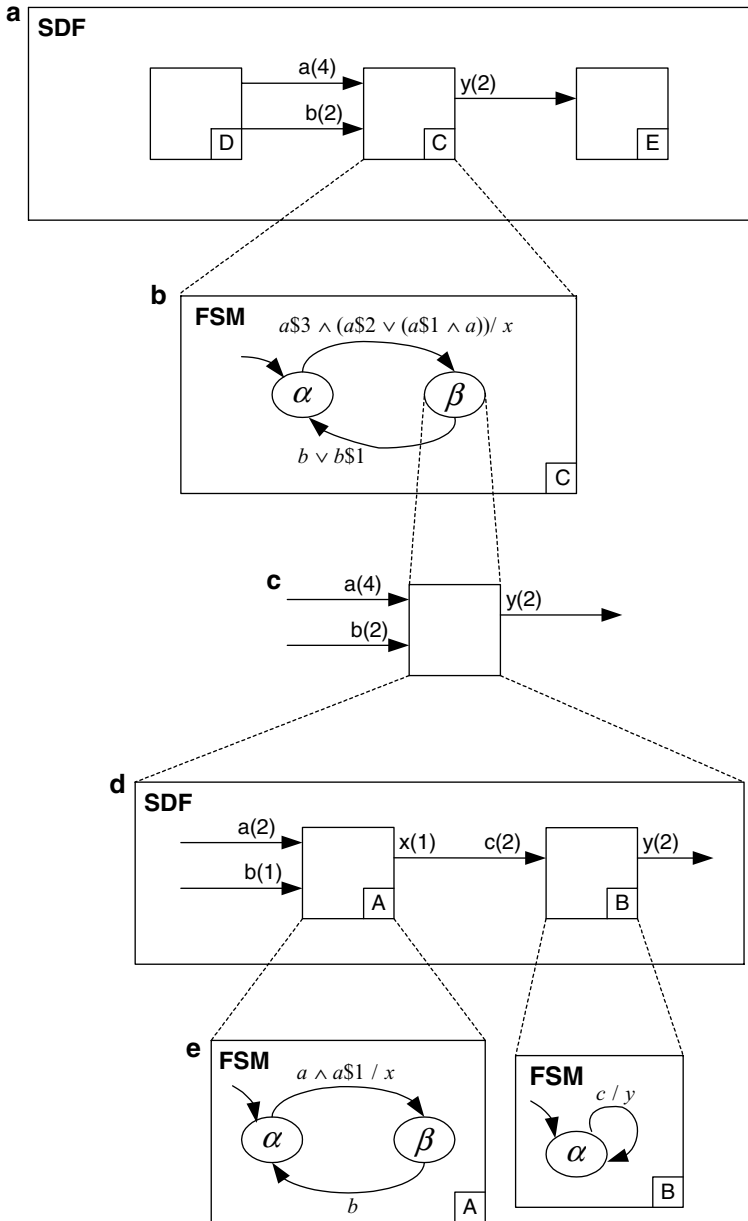 a
SDF
a(4)
y(2)
b(2)
D
C
E
b
FSM
a$3 ∧ (a$2 ∨ (a$1 ∧ a))/ x
α
β
b ∨ b$1
C
c
a(4)
y(2)
b(2)
d
SDF
a(2)
x(1)
c(2)
y(2)
b(1)
A
B
e
FSM
a ∧ a$1 / x
α
β
b
A
FSM
c / y
α
B